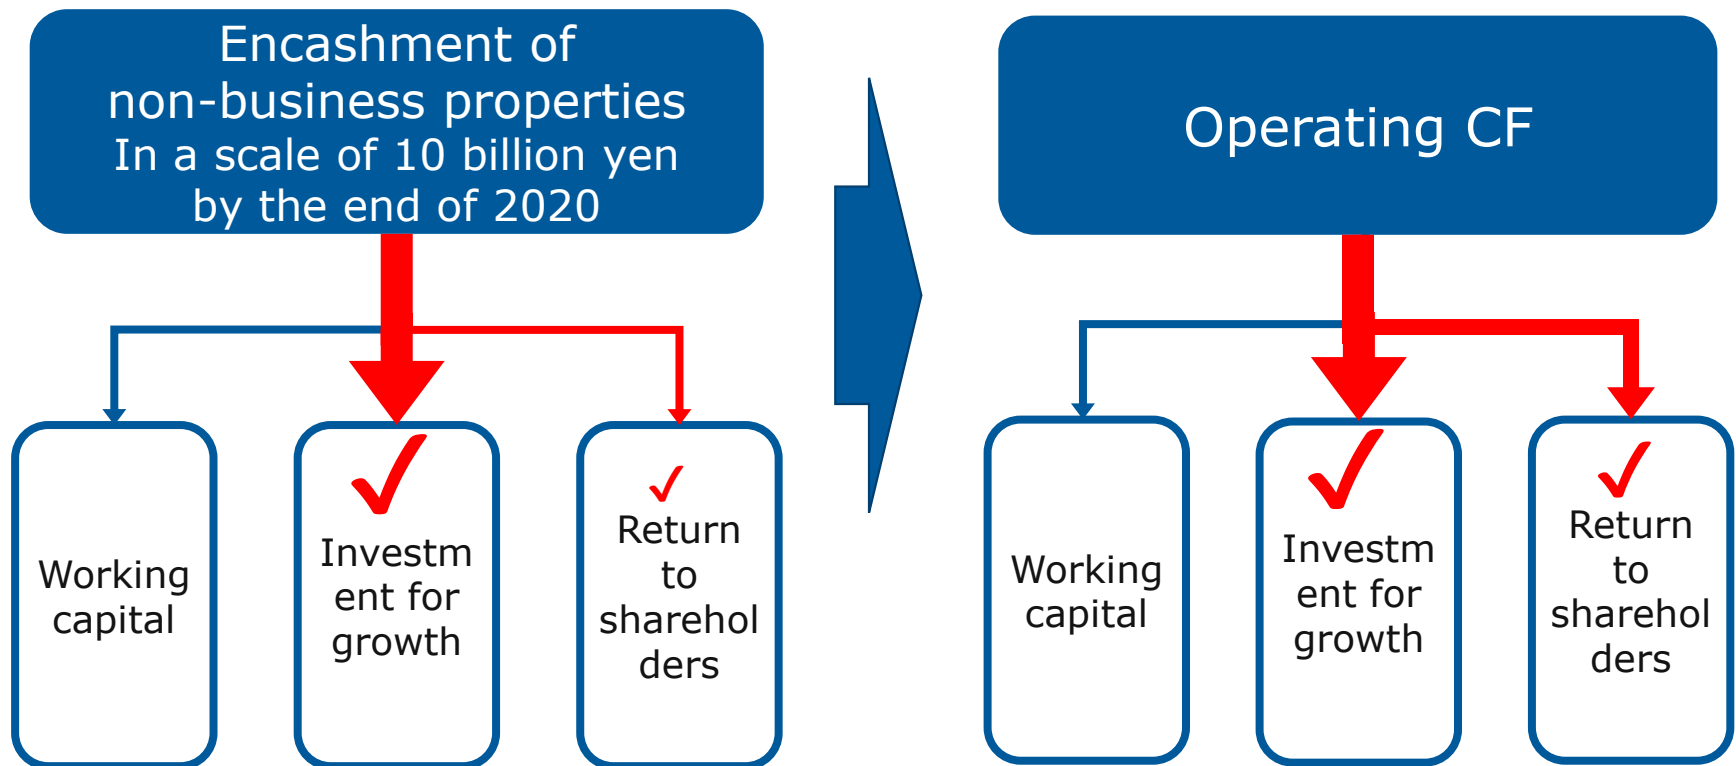 Encashment of
non-business properties
In a scale of 10 billion yen
by the end of 2020
Working
capital
Investm
ent for
growth
Return
to
sharehol
ders
Operating CF
Working
capital
Investm
ent for
growth
Return
to
sharehol
ders